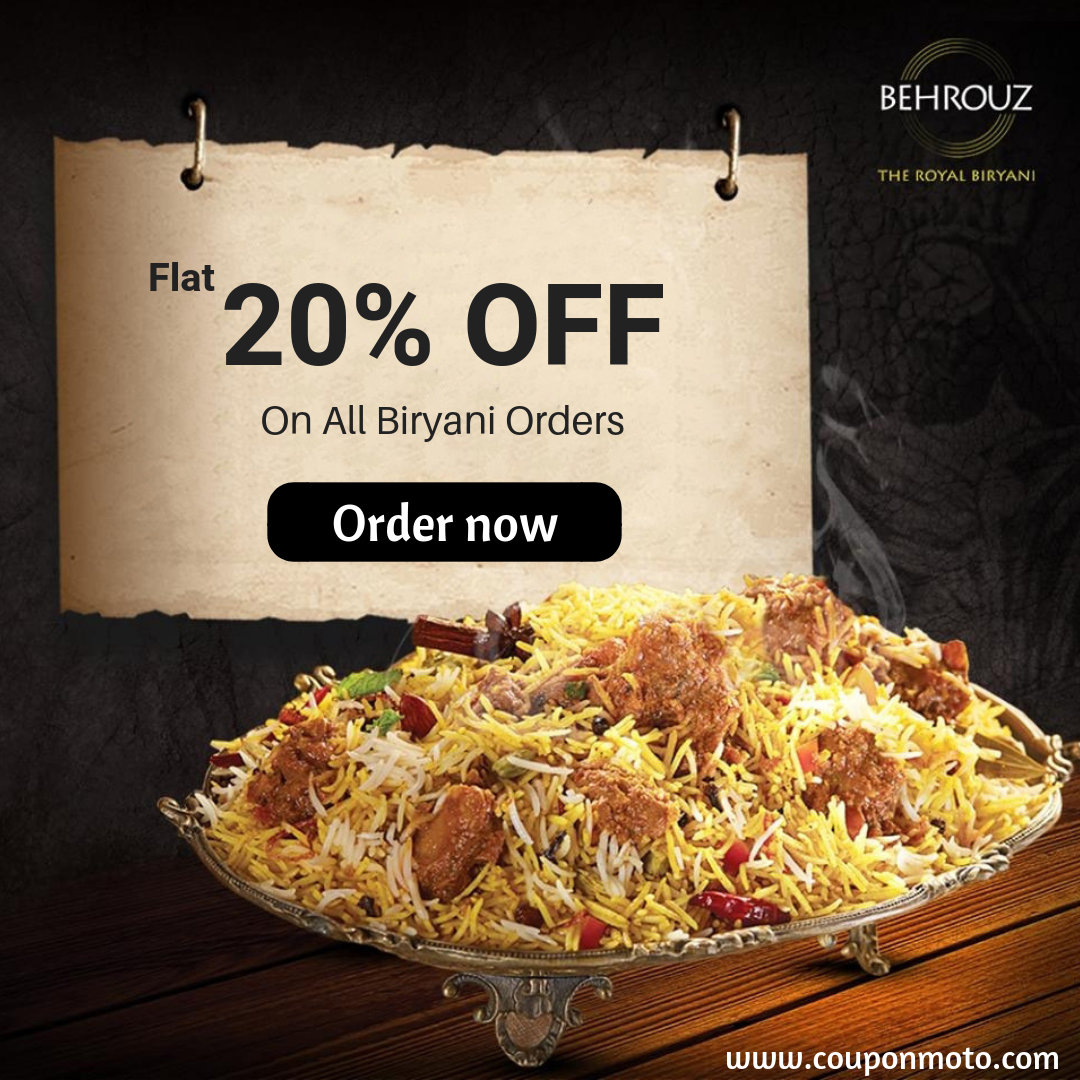 BEHROUZ
THE ROYAL BIRYANI
Flat
20% OFF
On All Biryani Orders
Order now
www.couponmoto.com